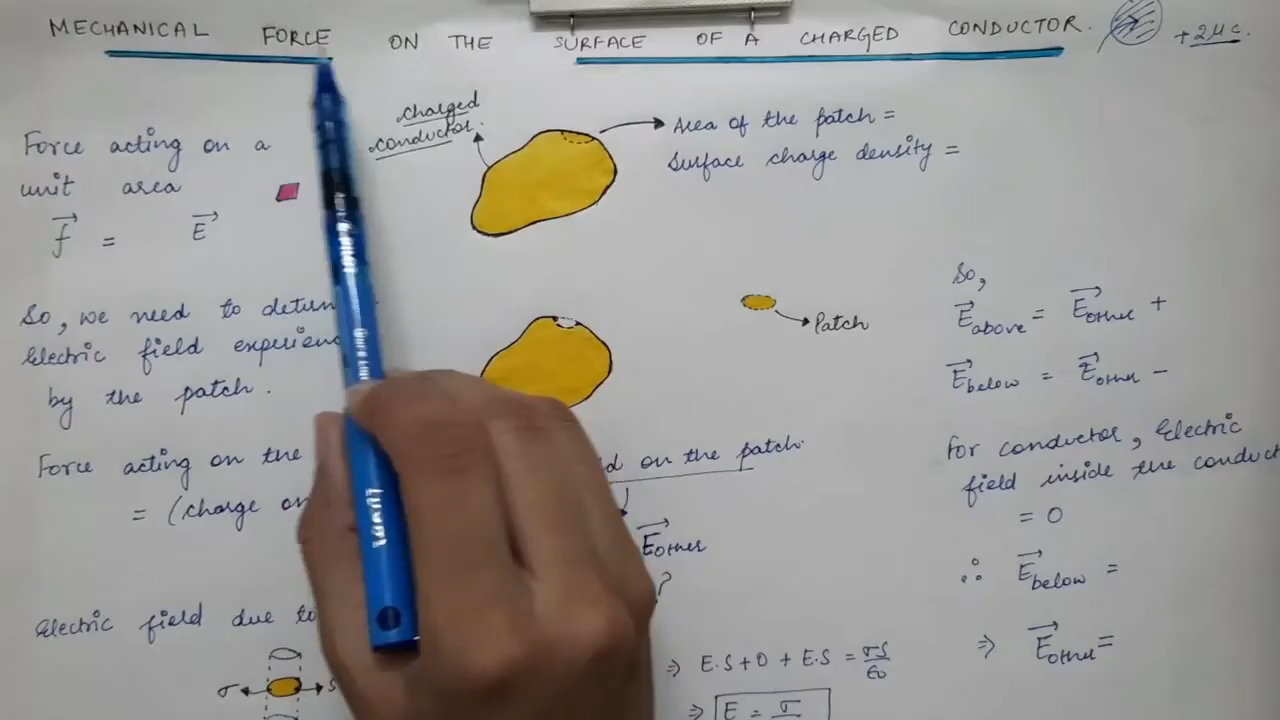 MECHANICAL FORCE ON THE SURFACE OF A CHARGED CONDUCTOR.
+2μc.
Force acting on a
unit area
f = E
charged
conductor.
Area of the patch =
Surface charge density =
So, we need to
Electric field
by the patch.
Patch
So,
E above = E other +
E below = E other -
Force acting on the
= (charge on
on the patch.
E other
?
For conductor, Electric
field inside the
= 0
∴ E below =
⇒ E other =
Electric field due to
σ
S
⇒ E.S + 0 + E.S = σS/ε0
⇒ E = σ